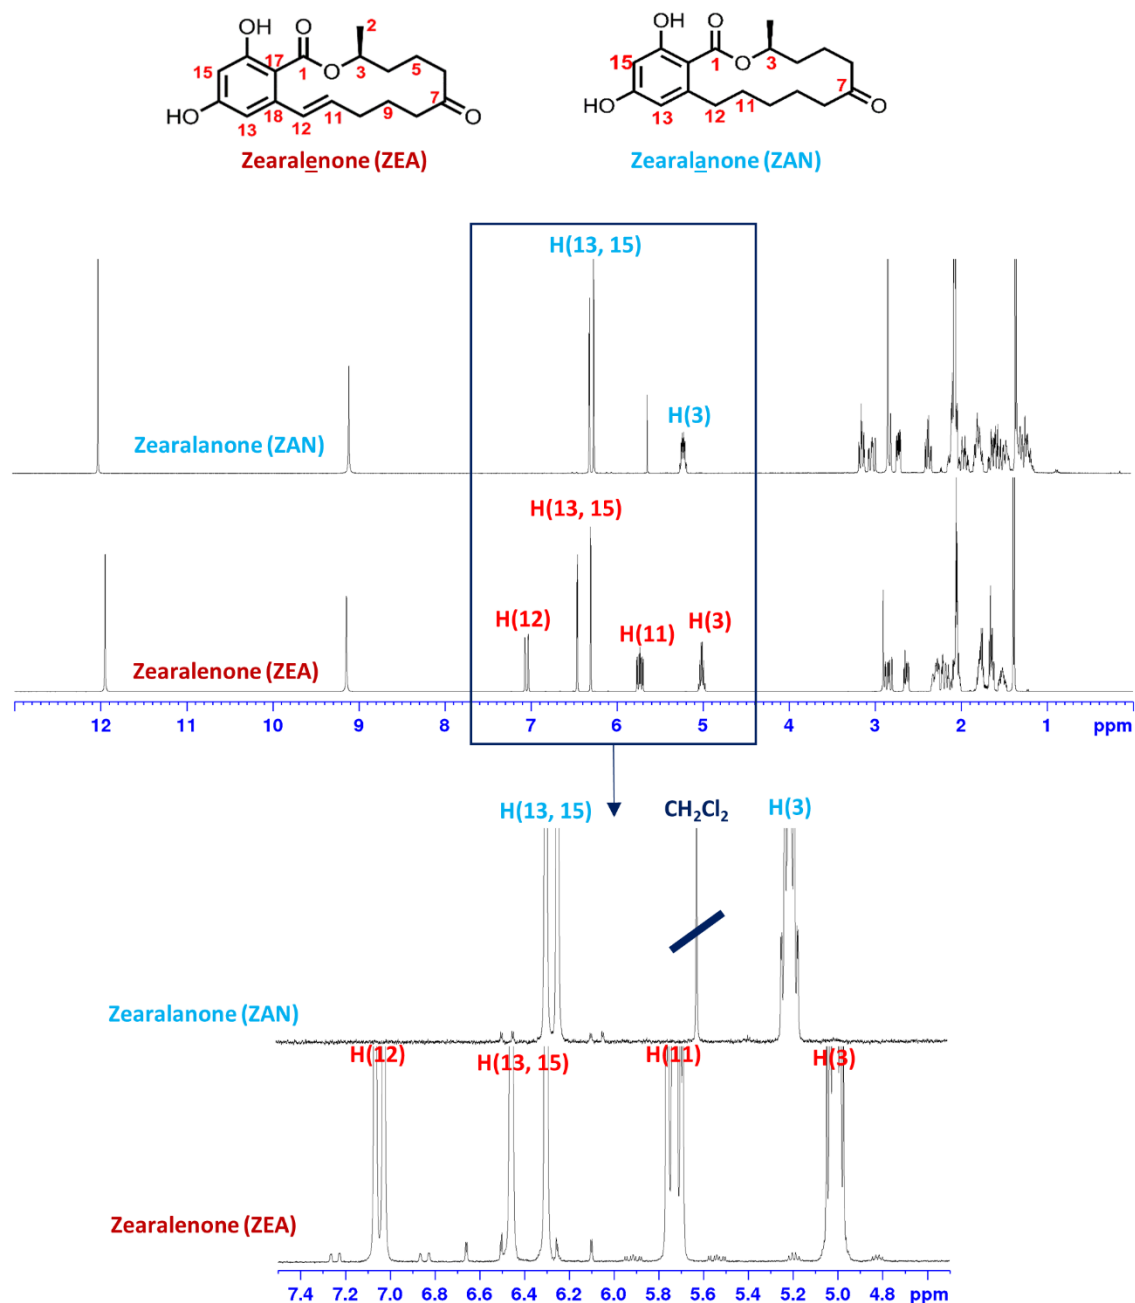 OH
O
2
17
15
1
O
3
5
7
O
HO
18
13
12
11
9
Zearalenone (ZEA)
OH
O
15
1
O
3
7
O
HO
13
12
11
Zearalanone (ZAN)
H(13, 15)
H(3)
Zearalanone (ZAN)
H(13, 15)
H(12)
H(11)
H(3)
Zearalenone (ZEA)
12 11 10 9 8 7 6 5 4 3 2 1 ppm
H(13, 15)
CH₂Cl₂
H(3)
Zearalanone (ZAN)
H(12)
H(13, 15)
H(11)
H(3)
Zearalenone (ZEA)
7.4 7.2 7.0 6.8 6.6 6.4 6.2 6.0 5.8 5.6 5.4 5.2 5.0 4.8 ppm